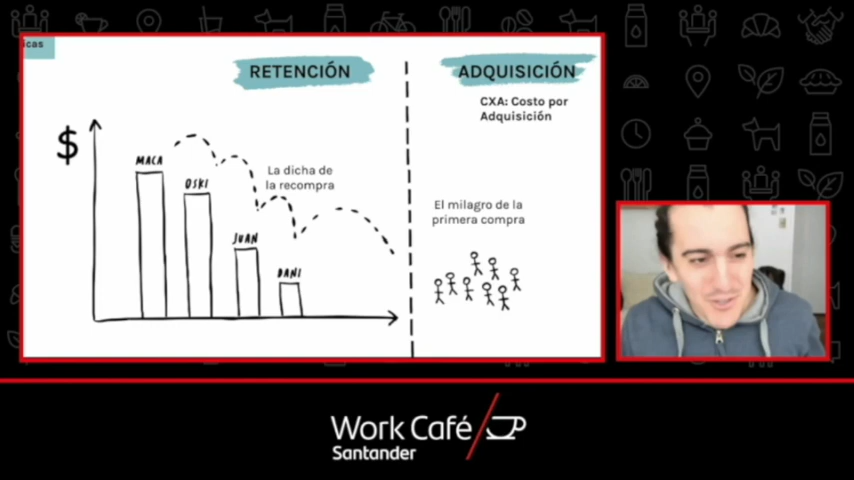 icas
RETENCIÓN
ADQUISICIÓN
CXA: Costo por
Adquisición
$
MACA
OSKI
La dicha de
la recompra
JUAN
DANI
El milagro de la
primera compra
Work Café
Santander